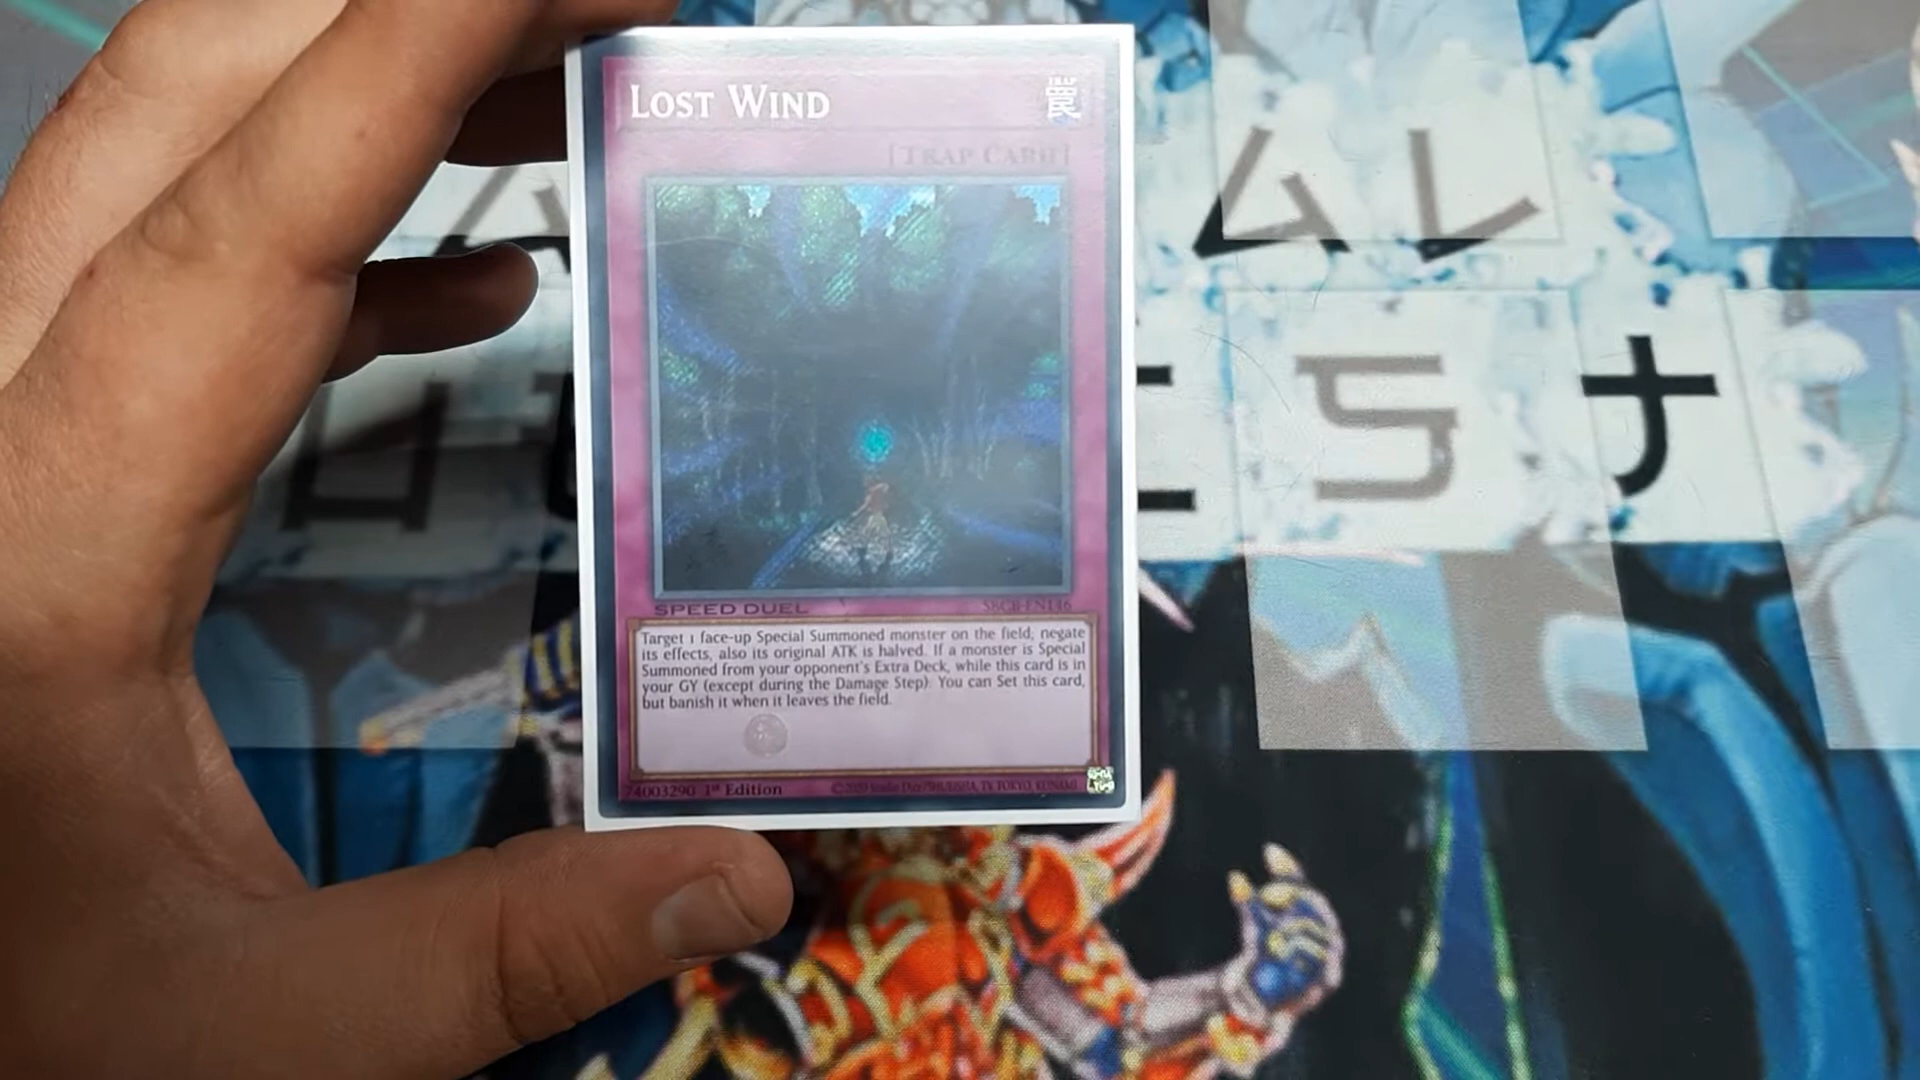 LOST WIND
TRAP
罠
[TRAP CARD]
SPEED DUEL
SBCB-EN146
Target 1 face-up Special Summoned monster on the field; negate
its effects, also its original ATK is halved. If a monster is Special
Summoned from your opponent's Extra Deck, while this card is in
your GY (except during the Damage Step): You can Set this card,
but banish it when it leaves the field.
74003290 1st Edition